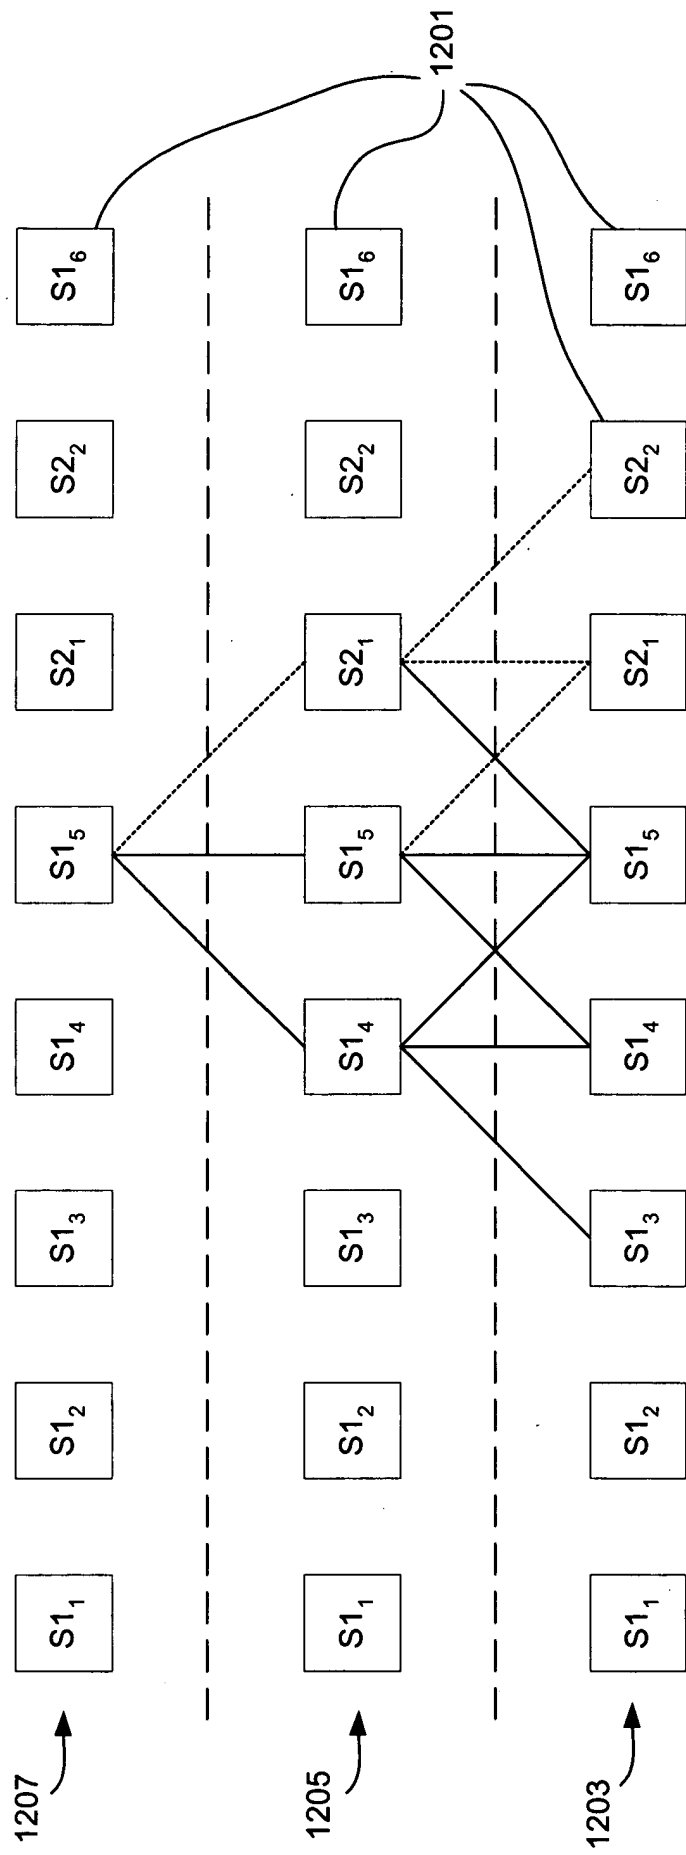 1201
S1₆ S1₆ S1₆
S2₂ S2₂ S2₂
S2₁ S2₁ S2₁
S1₅ S1₅ S1₅
S1₄ S1₄ S1₄
S1₃ S1₃ S1₃
S1₂ S1₂ S1₂
S1₁ S1₁ S1₁
1207 1205 1203